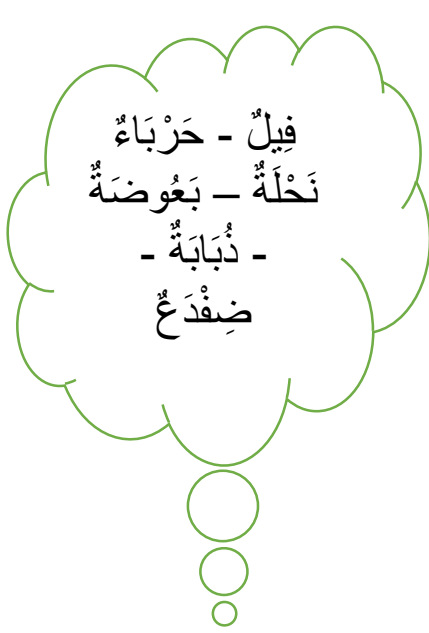 فِيلٌ - حَرْبَاءٌ
نَحْلَةٌ – بَعُوضَةٌ
- ذُبَابَةٌ -
ضِفْدَعٌ